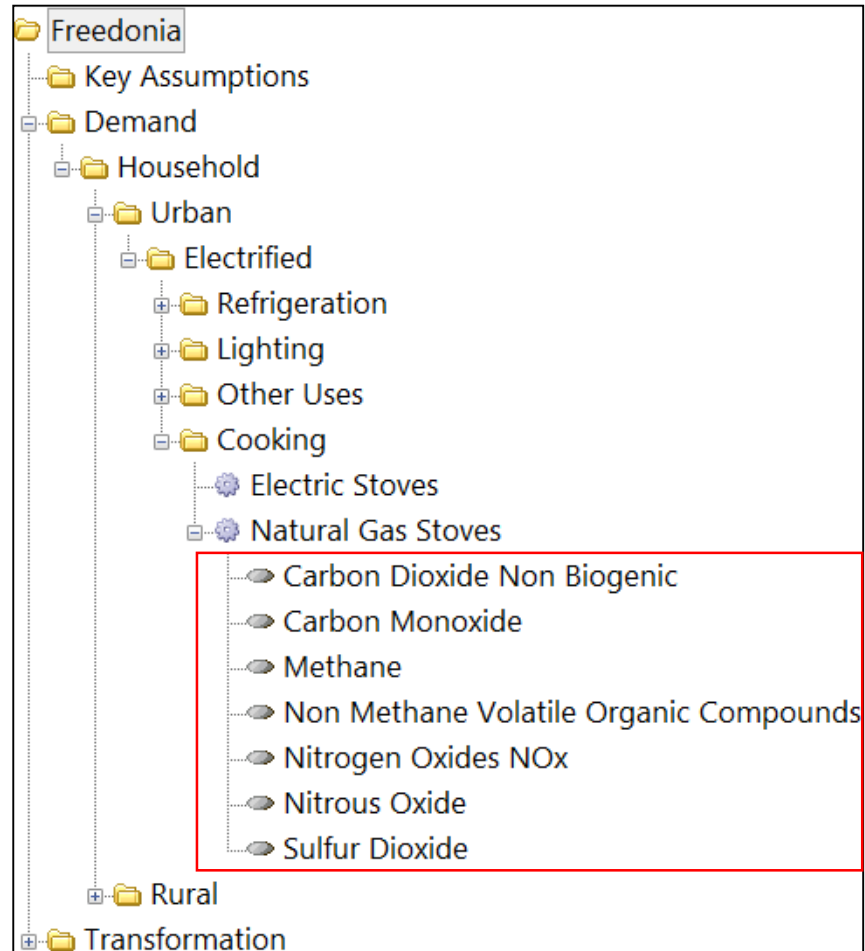 Freedonia
Key Assumptions
Demand
Household
Urban
Electrified
Refrigeration
Lighting
Other Uses
Cooking
Electric Stoves
Natural Gas Stoves
Carbon Dioxide Non Biogenic
Carbon Monoxide
Methane
Non Methane Volatile Organic Compounds
Nitrogen Oxides NOx
Nitrous Oxide
Sulfur Dioxide
Rural
Transformation